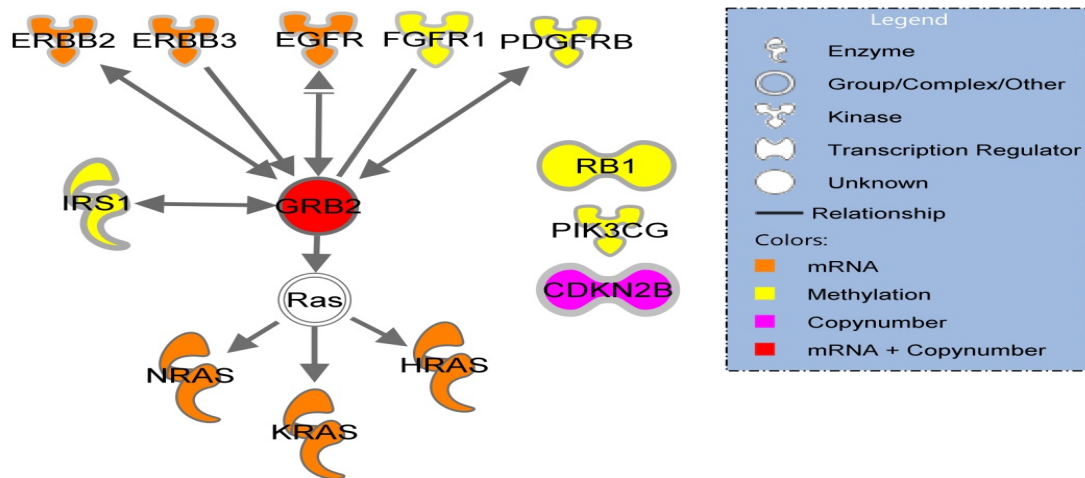 ERBB2
ERBB3
EGFR
FGFR1
PDGFRB
IRS1
GRB2
Ras
NRAS
KRAS
HRAS
RB1
PIK3CG
CDKN2B
Legend
Enzyme
Group/Complex/Other
Kinase
Transcription Regulator
Unknown
Relationship
Colors:
mRNA
Methylation
Copynumber
mRNA + Copynumber